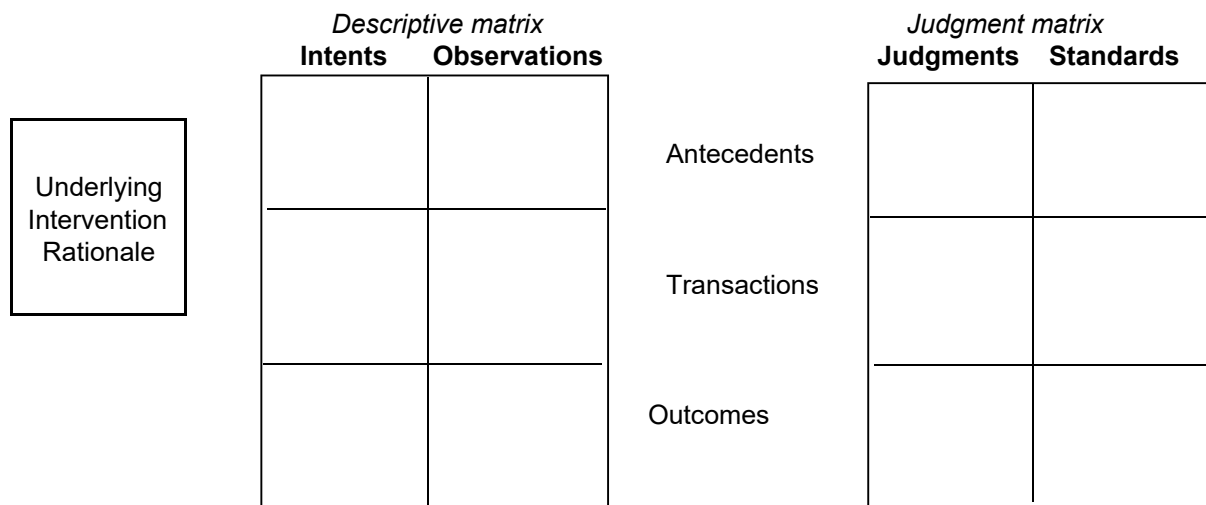 Descriptive matrix
Intents Observations
Judgment matrix
Judgments Standards
Underlying
Intervention
Rationale
Antecedents
Transactions
Outcomes